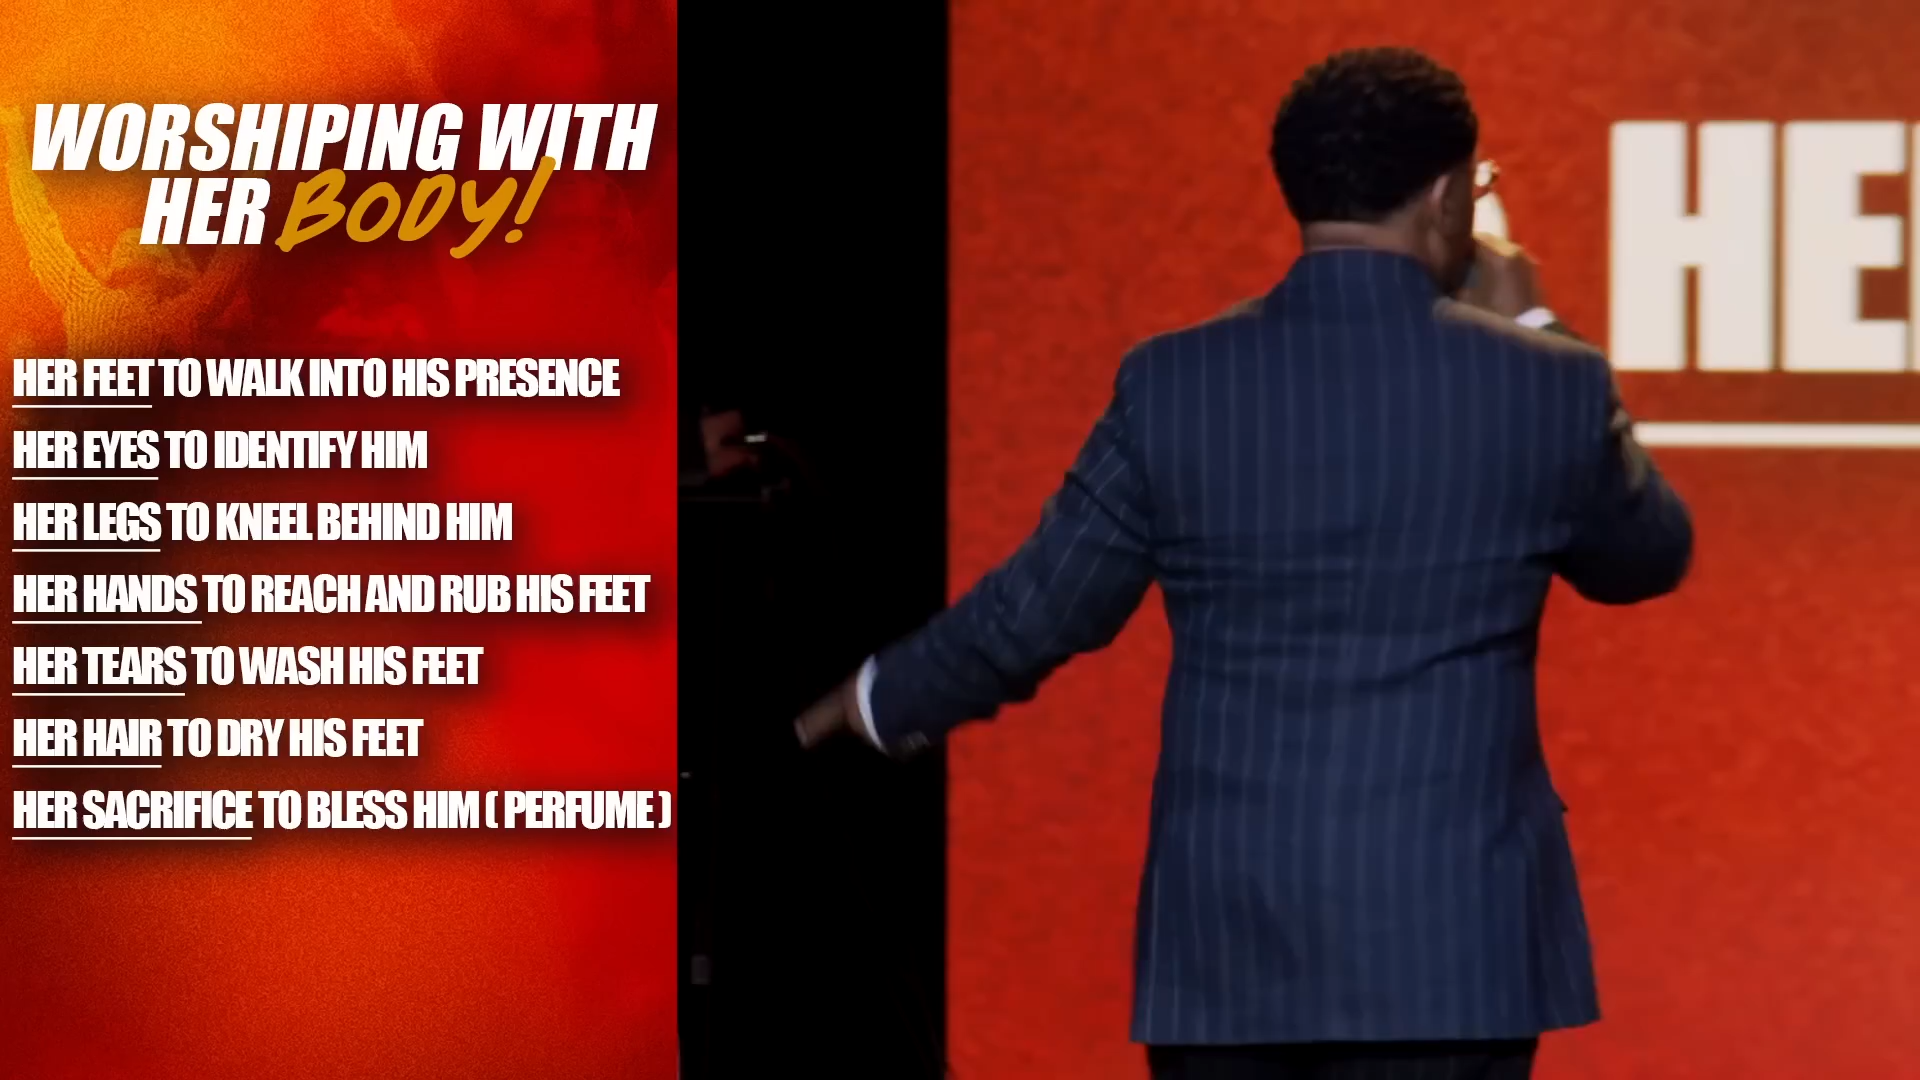 WORSHIPING WITH
HER BODY!
HER FEET TO WALK INTO HIS PRESENCE
HER EYES TO IDENTIFY HIM
HER LEGS TO KNEEL BEHIND HIM
HER HANDS TO REACH AND RUB HIS FEET
HER TEARS TO WASH HIS FEET
HER HAIR TO DRY HIS FEET
HER SACRIFICE TO BLESS HIM ( PERFUME )
HE